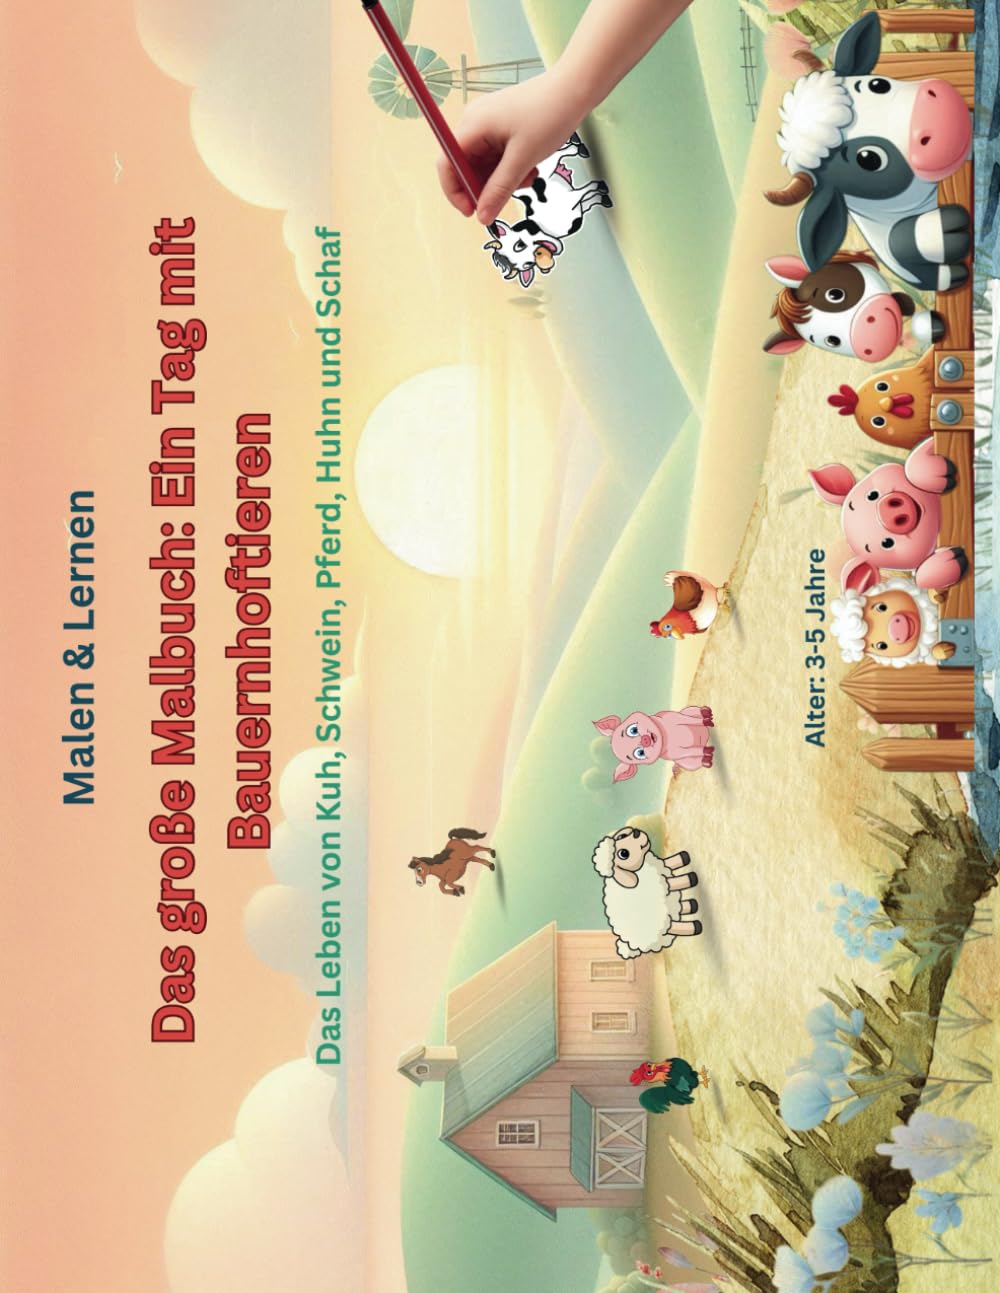 Malen & Lernen
Das große Malbuch: Ein Tag mit
Bauernhoftieren
Das Leben von Kuh, Schwein, Pferd, Huhn und Schaf
Alter: 3-5 Jahre